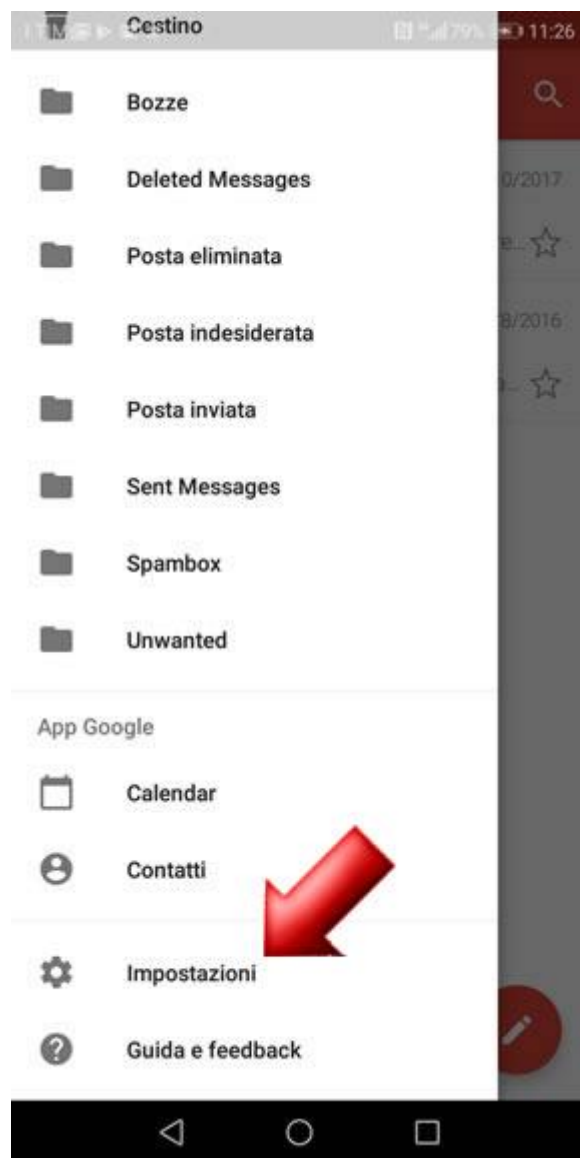 Cestino
79% 11:26
Bozze
Deleted Messages
0/2017
Posta eliminata
e...
Posta indesiderata
8/2016
Posta inviata
Sent Messages
Spambox
Unwanted
App Google
Calendar
Contatti
Impostazioni
Guida e feedback